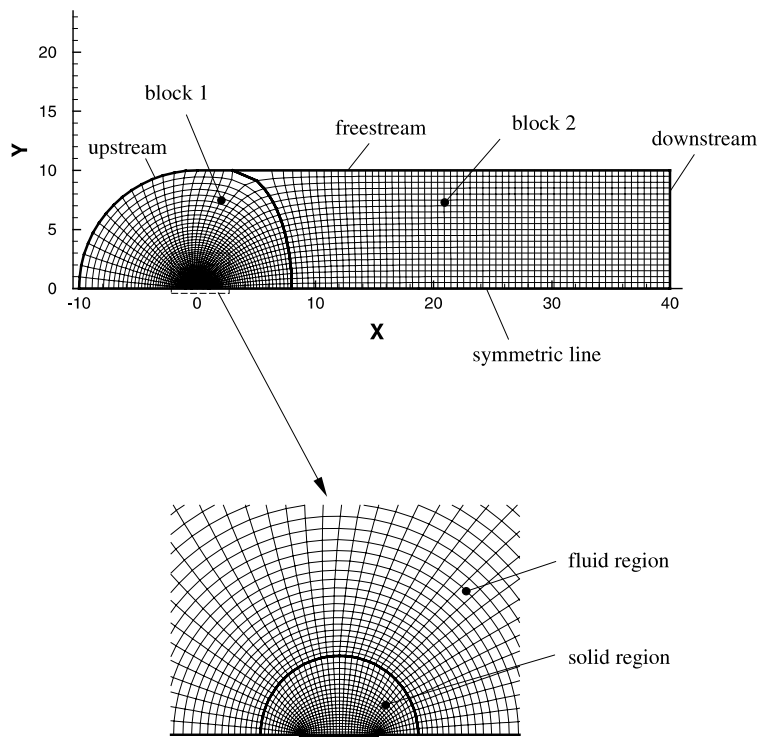 20
block 1
15
Y
upstream
freestream
block 2
downstream
10
5
0
-10
0
10
20
30
40
X
symmetric line
fluid region
solid region